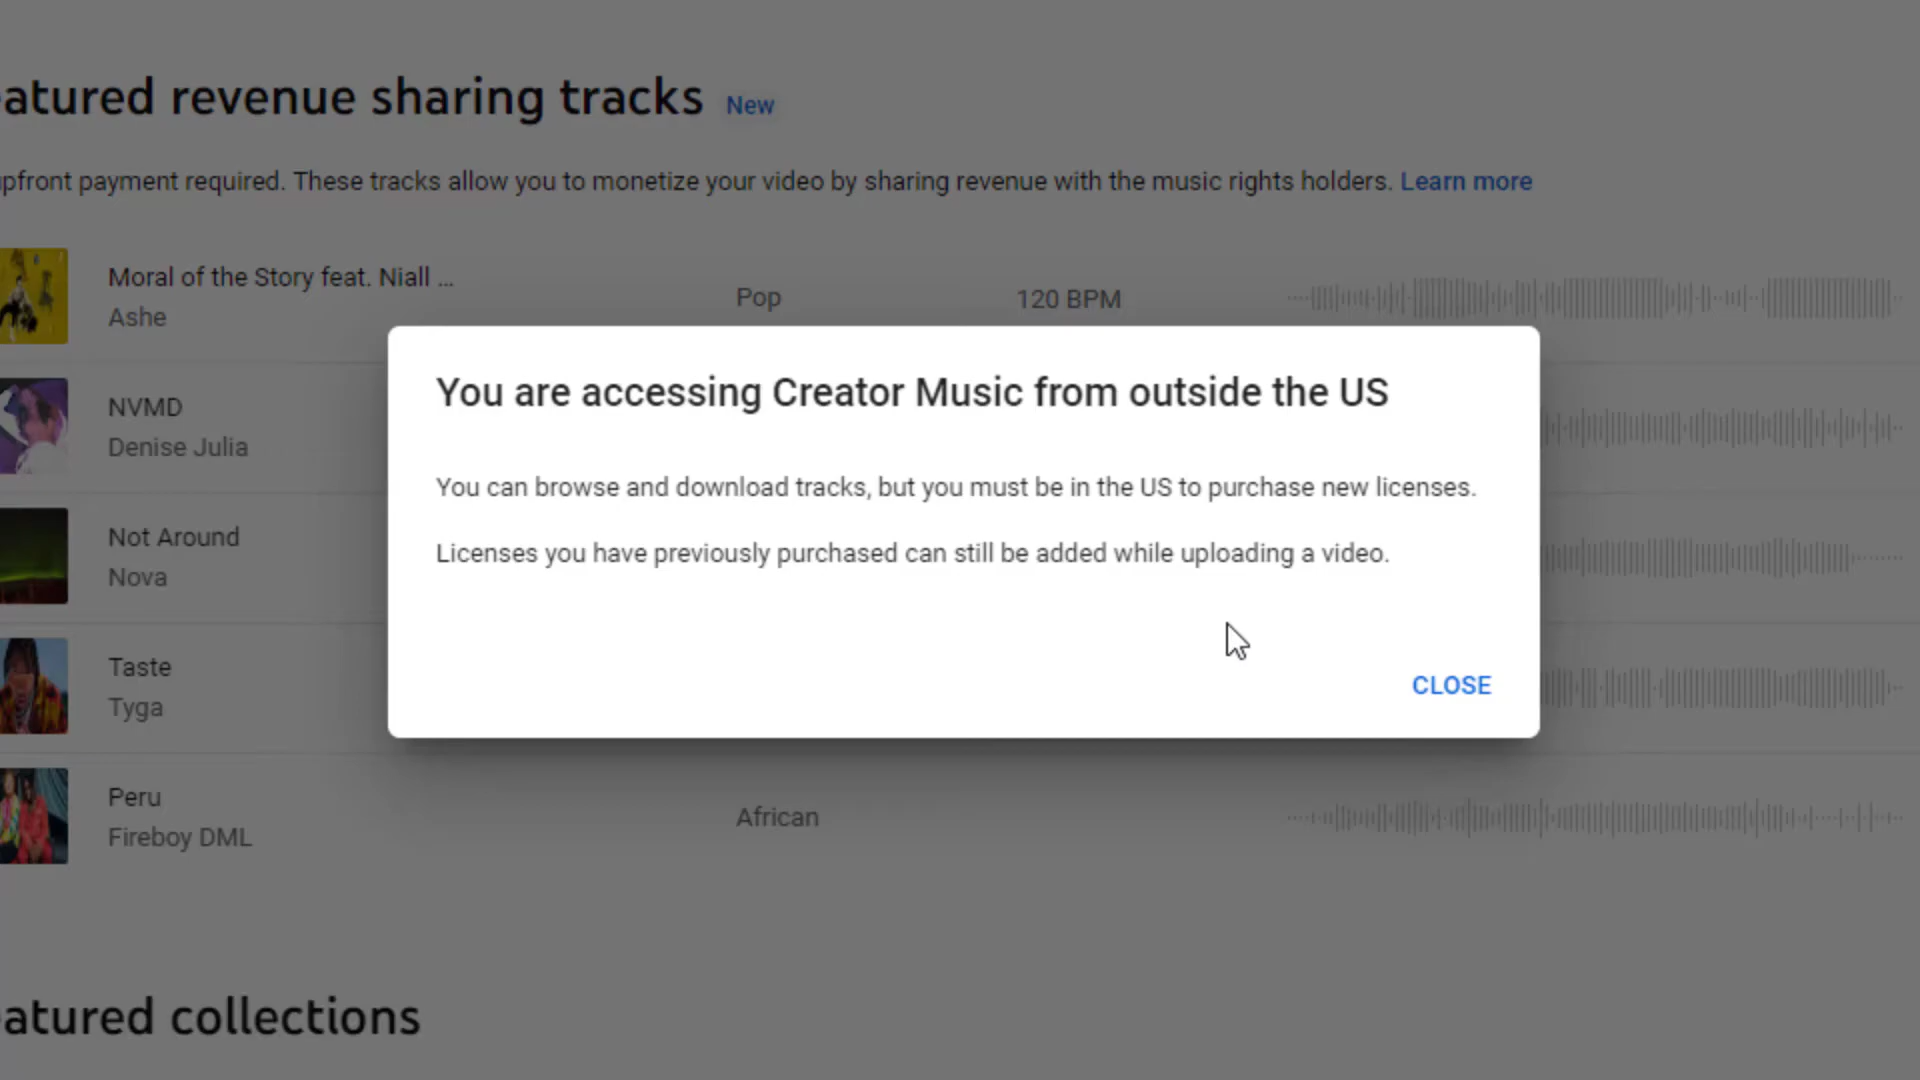 atured revenue sharing tracks New
pfront payment required. These tracks allow you to monetize your video by sharing revenue with the music rights holders. Learn more
Moral of the Story feat. Niall ...
Ashe
Pop
120 BPM
You are accessing Creator Music from outside the US
NVMD
Denise Julia
You can browse and download tracks, but you must be in the US to purchase new licenses.
Not Around
Nova
Licenses you have previously purchased can still be added while uploading a video.
Taste
Tyga
CLOSE
Peru
Fireboy DML
African
atured collections